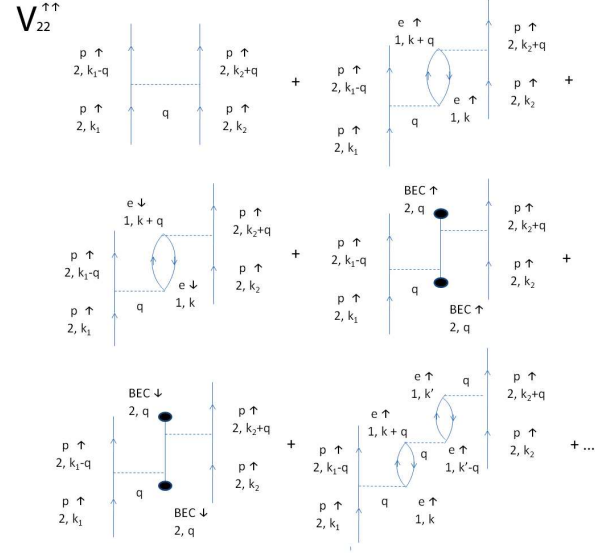 V₂₂↑↑
p ↑
2, k₁-q
p ↑
2, k₁
q
p ↑
2, k₂+q
p ↑
2, k₂
+
e ↑
1, k + q
p ↑
2, k₁-q
p ↑
2, k₁
q
e ↑
1, k
p ↑
2, k₂+q
p ↑
2, k₂
+
e ↓
1, k + q
p ↑
2, k₁-q
p ↑
2, k₁
q
e ↓
1, k
p ↑
2, k₂+q
p ↑
2, k₂
+
BEC ↑
2, q
p ↑
2, k₁-q
p ↑
2, k₁
q
BEC ↑
2, q
p ↑
2, k₂+q
p ↑
2, k₂
+
BEC ↓
2, q
p ↑
2, k₁-q
p ↑
2, k₁
q
BEC ↓
2, q
p ↑
2, k₂+q
p ↑
2, k₂
+
e ↑
1, k’
q
e ↑
1, k + q
p ↑
2, k₁-q
p ↑
2, k₁
q
q
e ↑
1, k’-q
e ↑
1, k
p ↑
2, k₂+q
p ↑
2, k₂
+ ...